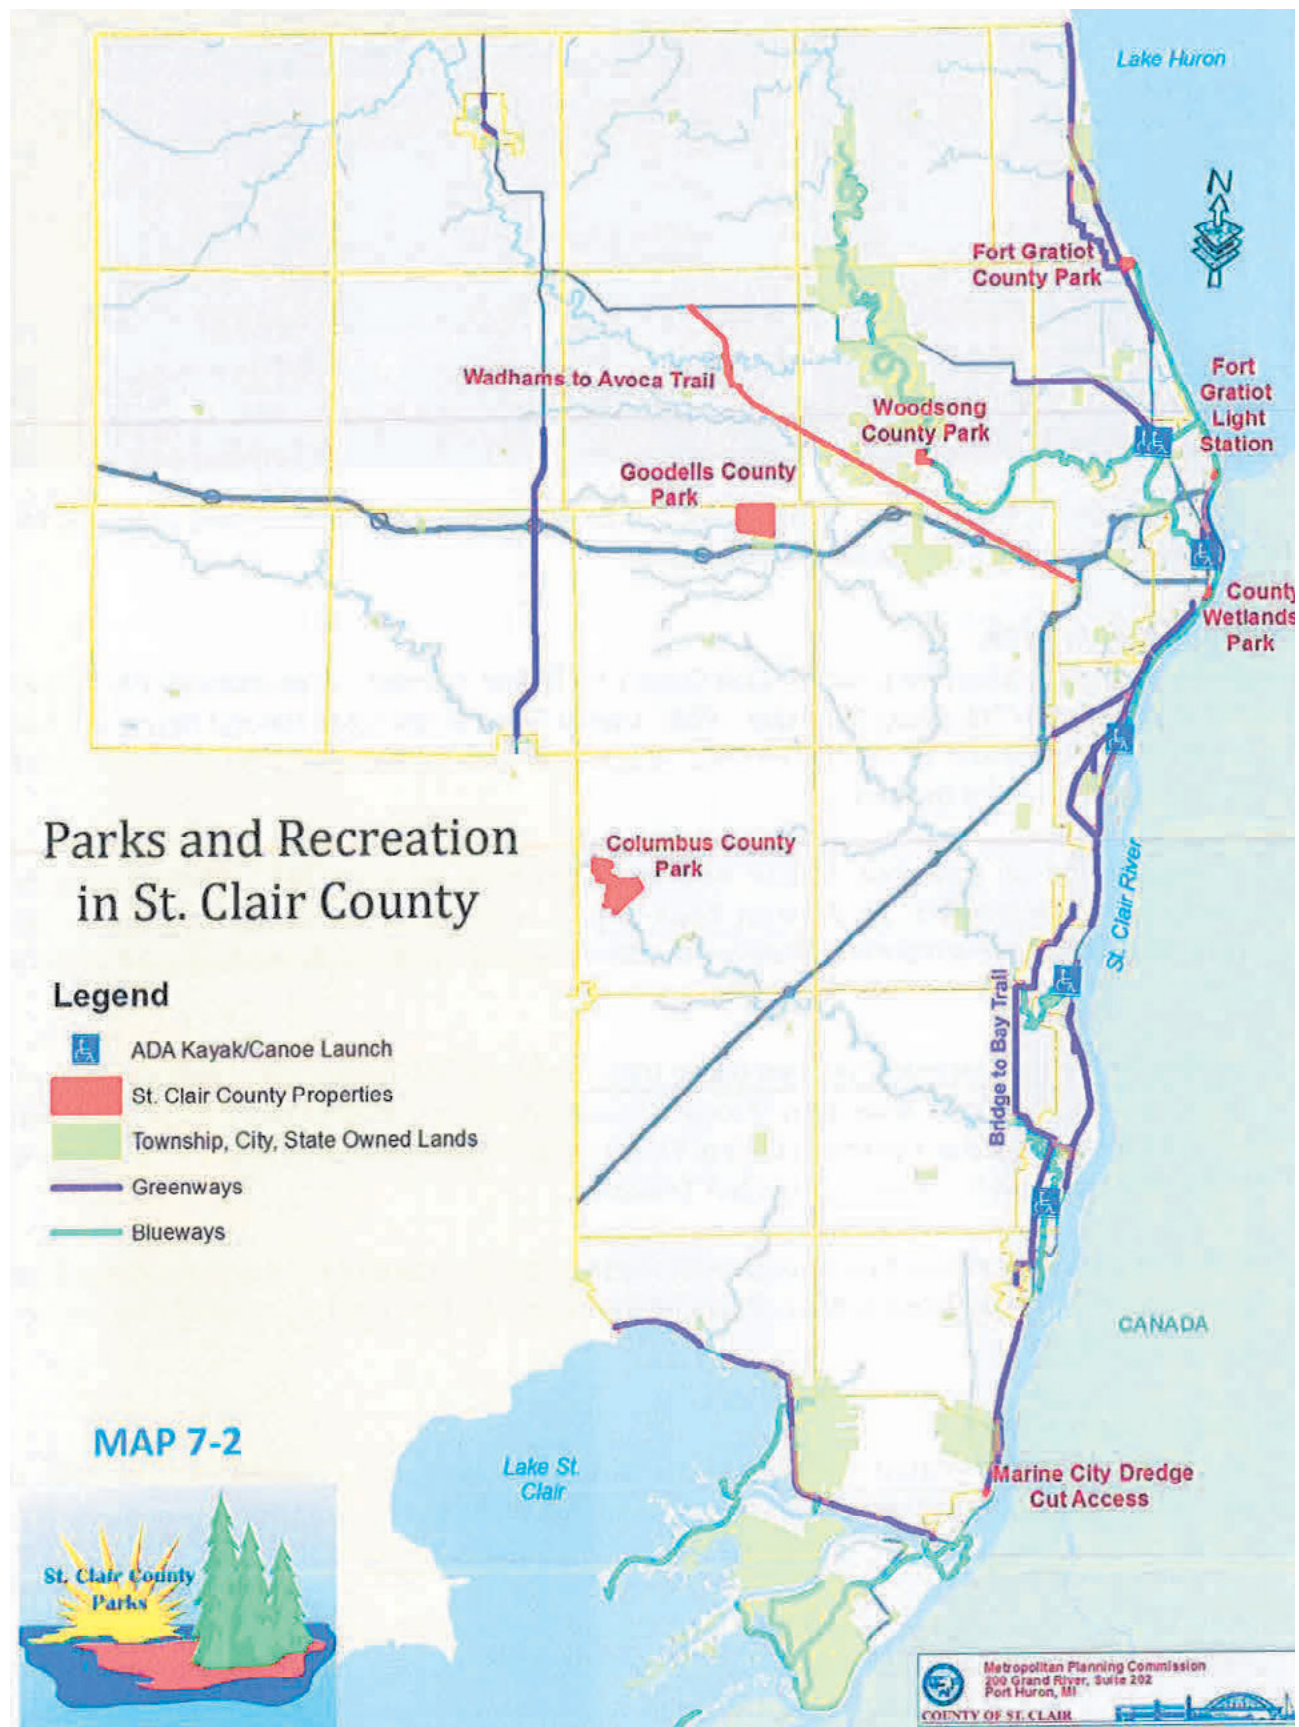 Lake Huron
N
Fort Gratiot
County Park
Wadhams to Avoca Trail
Fort
Gratiot
Light
Station
Woodsong
County Park
Goodells County
Park
County
Wetlands
Park
Parks and Recreation
in St. Clair County
Columbus County
Park
St. Clair River
Bridge to Bay Trail
Legend
ADA Kayak/Canoe Launch
St. Clair County Properties
Township, City, State Owned Lands
Greenways
Blueways
CANADA
MAP 7-2
Lake St.
Clair
Marine City Dredge
Cut Access
St. Clair County
Parks
Metropolitan Planning Commission
200 Grand River, Suite 202
Port Huron, MI
COUNTY OF ST. CLAIR